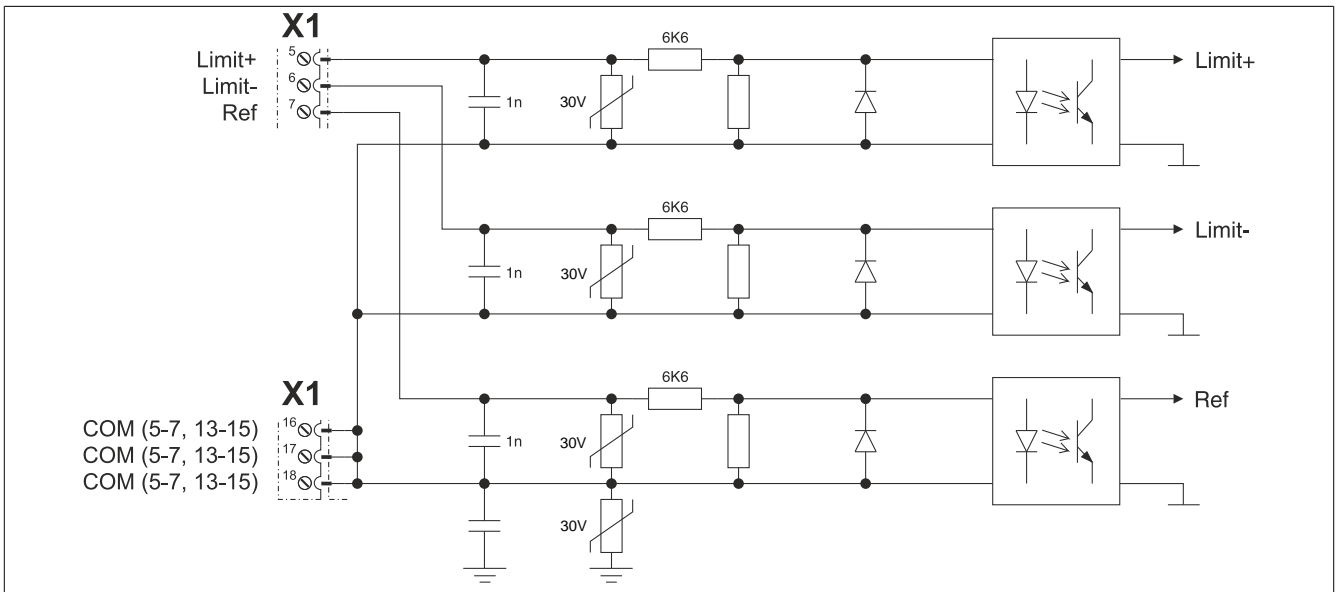 X1
5
Limit+
6
Limit-
7
Ref
6K6
1n
30V
Limit+
6K6
1n
30V
Limit-
X1
16
COM (5-7, 13-15)
17
COM (5-7, 13-15)
18
COM (5-7, 13-15)
6K6
1n
30V
Ref
30V